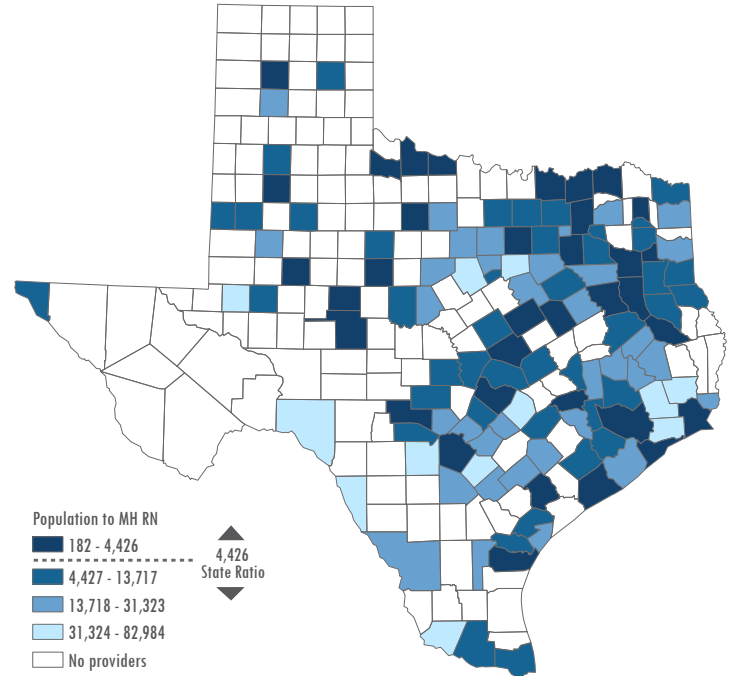 Population to MH RN
182 - 4,426
4,426
State Ratio
4,427 - 13,717
13,718 - 31,323
31,324 - 82,984
No providers